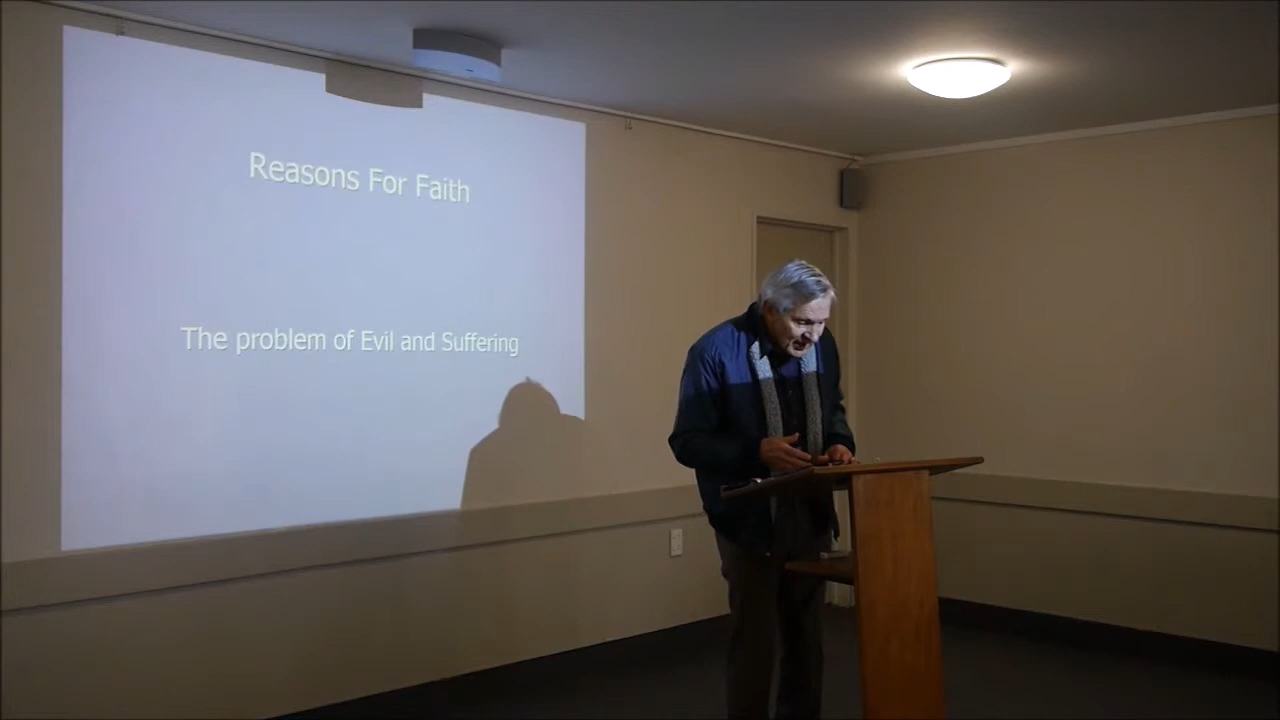 Reasons For Faith
The problem of Evil and Suffering